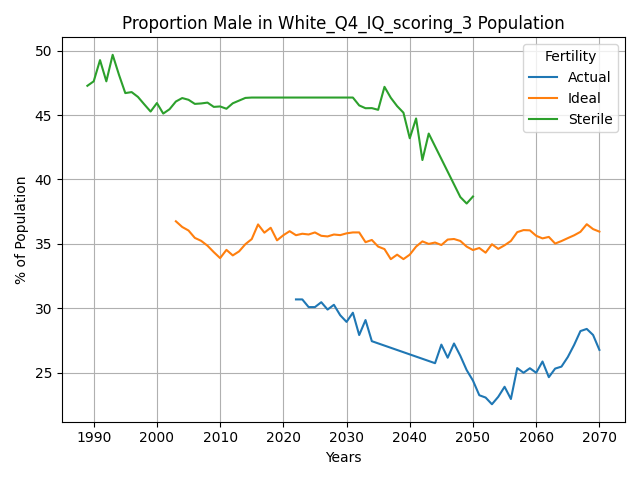 Proportion Male in White_Q4_IQ_scoring_3 Population
% of Population
50
45
40
35
30
25
Fertility
Actual
Ideal
Sterile
1990 2000 2010 2020 2030 2040 2050 2060 2070
Years